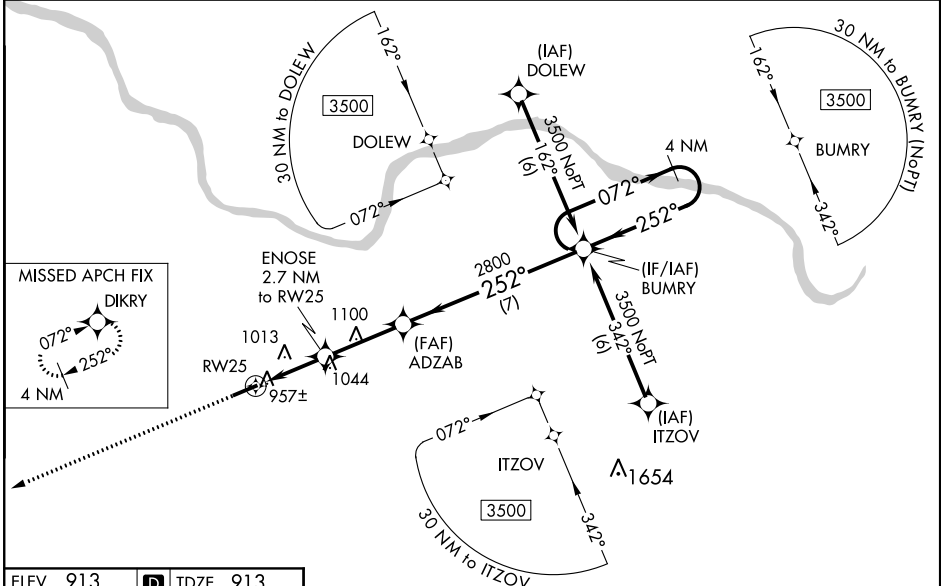 30 NM to DOLEW
162°
3500
DOLEW
072°
(IAF)
DOLEW
3500 NoPT
162°
(6)
4 NM
072°
252°
30 NM to BUMRY (NoPT)
162°
3500
BUMRY
342°
(IF/IAF)
BUMRY
2800
252°
(7)
ENOSE
2.7 NM
to RW25
1100
1013
(FAF)
ADZAB
RW25
1044
957±
3500 NoPT
342°
(6)
(IAF)
ITZOV
1654
MISSED APCH FIX
DIKRY
072°
252°
4 NM
072°
ITZOV
3500
342°
30 NM to ITZOV
ELEV 913
D
TDZE 913